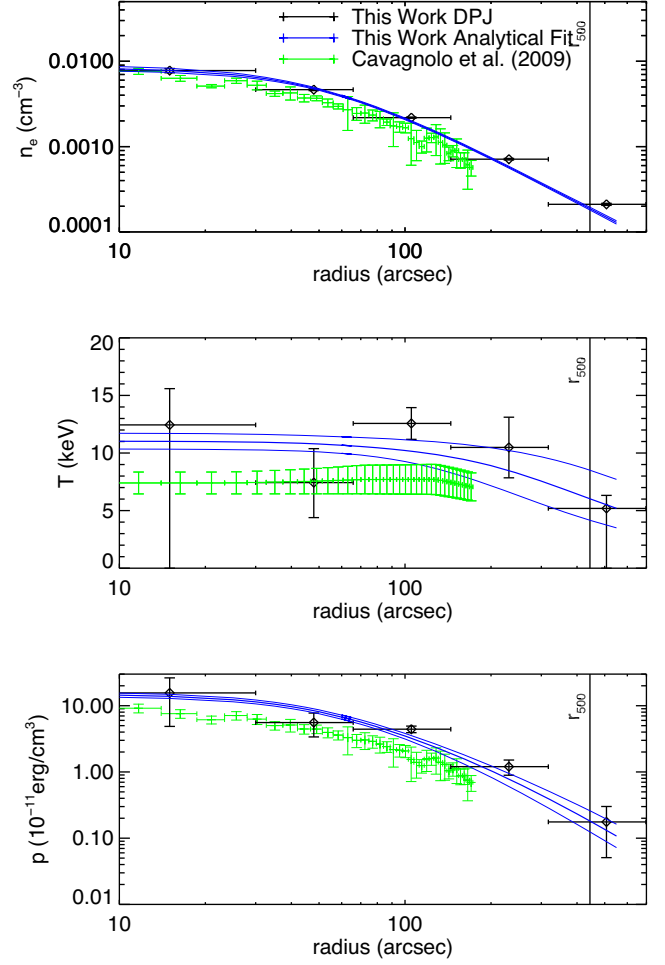 This Work DPJ
This Work Analytical Fit
Cavagnolo et al. (2009)
r500
0.0100
0.0010
0.0001
ne (cm−3)
10 100
radius (arcsec)
20
15
10
5
0
T (keV)
r500
10 100
radius (arcsec)
10.00
1.00
0.10
0.01
p (10−11erg/cm3)
r500
10 100
radius (arcsec)